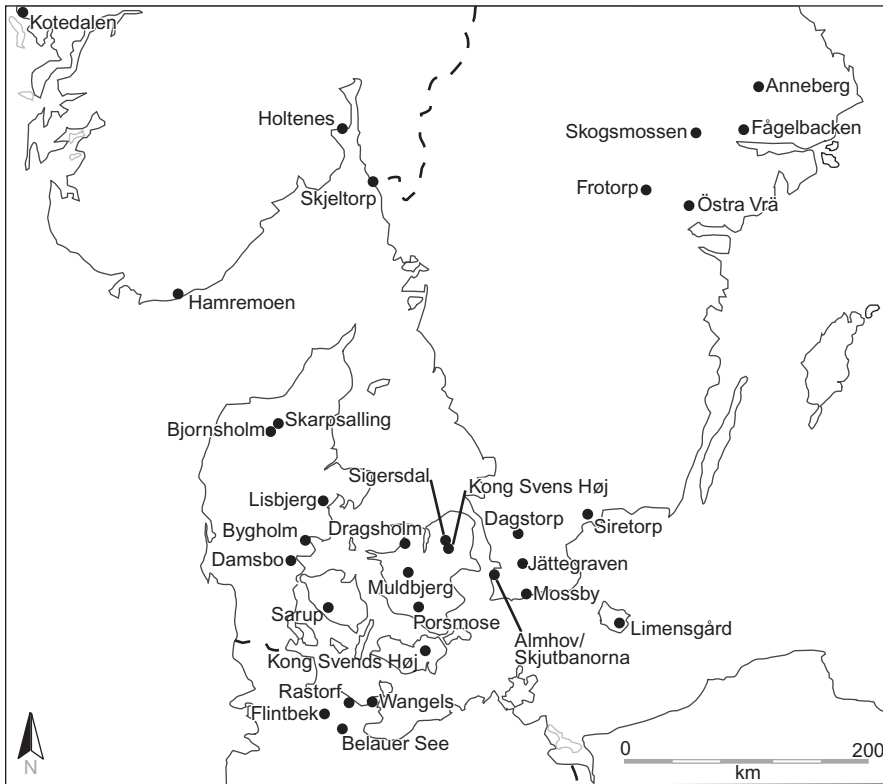 Kotedalen
Anneberg
Holtenes
Skogsmossen
Fågelbacken
Skjeltorp
Frotorp
Östra Vrä
Hamremoen
Skarpsalling
Bjornsholm
Sigersdal
Kong Svens Høj
Lisbjerg
Dagstorp
Siretorp
Bygholm
Dragsholm
Damsbo
Jättegraven
Muldbjerg
Mossby
Sarup
Porsmose
Limensgård
Almhov/
Skjutbanorna
Kong Svends Høj
Rastorf
Wangels
Flintbek
Belauer See
N
0
200
km